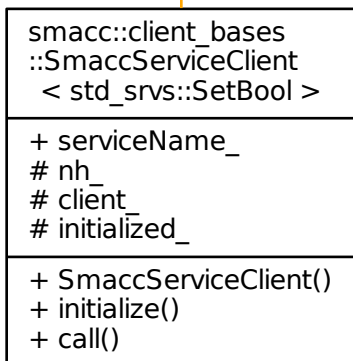 smacc::client_bases
::SmaccServiceClient
< std_srvs::SetBool >
+ serviceName_
# nh_
# client_
# initialized_
+ SmaccServiceClient()
+ initialize()
+ call()